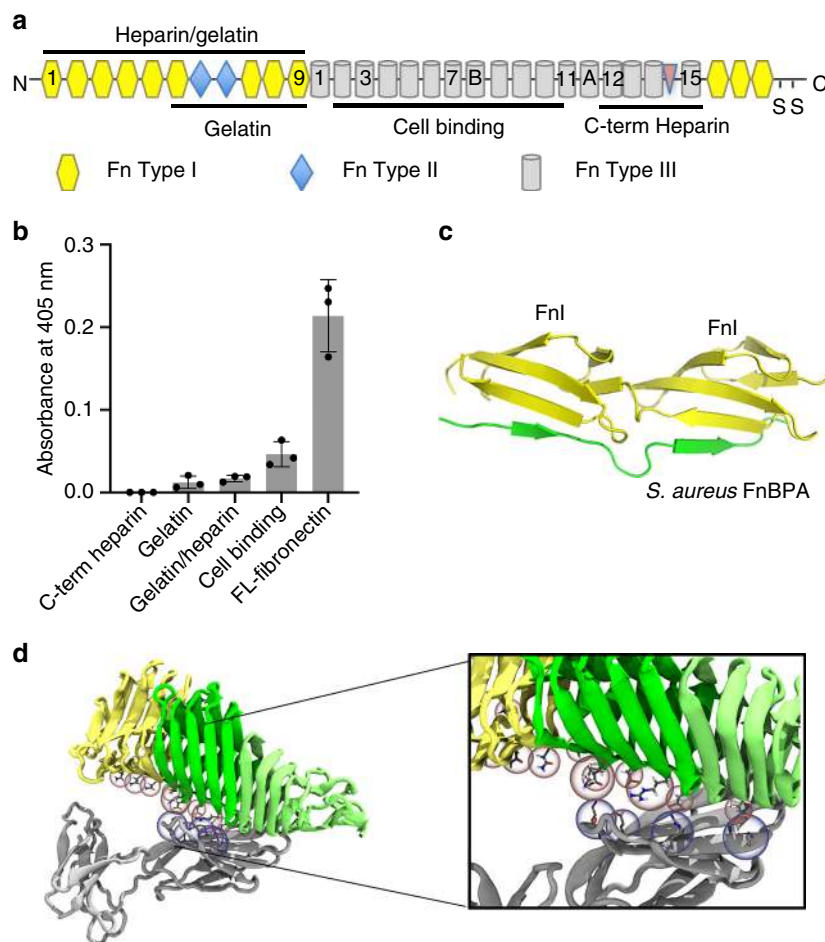 a
Heparin/gelatin
N 1 9 1 3 7 B 11 A 12 15 C
S S
Gelatin Cell binding C-term Heparin
Fn Type I Fn Type II Fn Type III
b
Absorbance at 405 nm
0.3
0.2
0.1
0.0
C-term heparin
Gelatin
Gelatin/heparin
Cell binding
FL-fibronectin
c
FnI FnI
S. aureus FnBPA
d